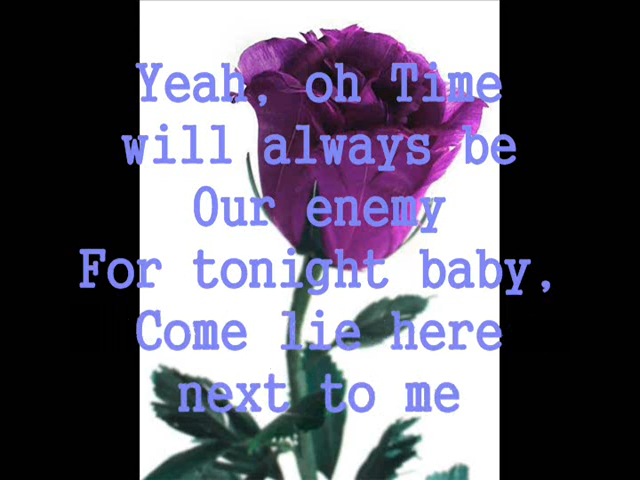 Yeah, oh Time
will always be
Our enemy
For tonight baby,
Come lie here
next to me